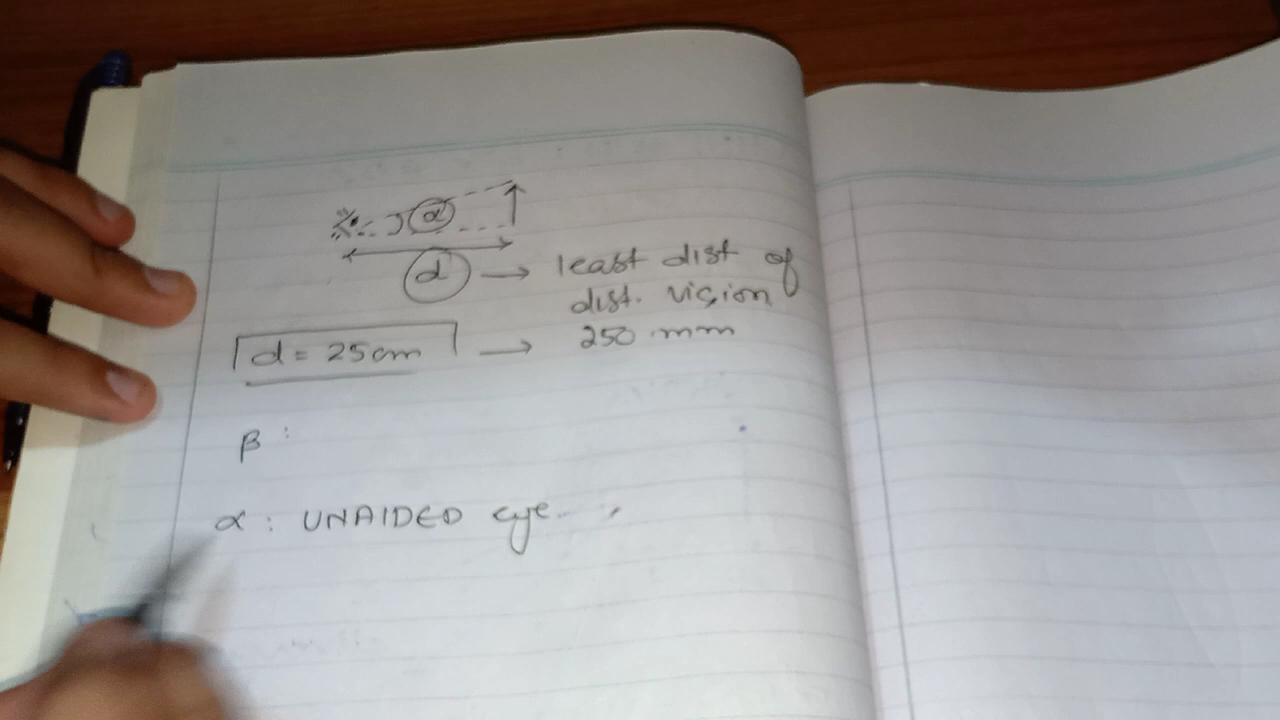 α
d → least dist of
dist. vision
d = 25cm → 250 mm
β :
α : UNAIDED eye